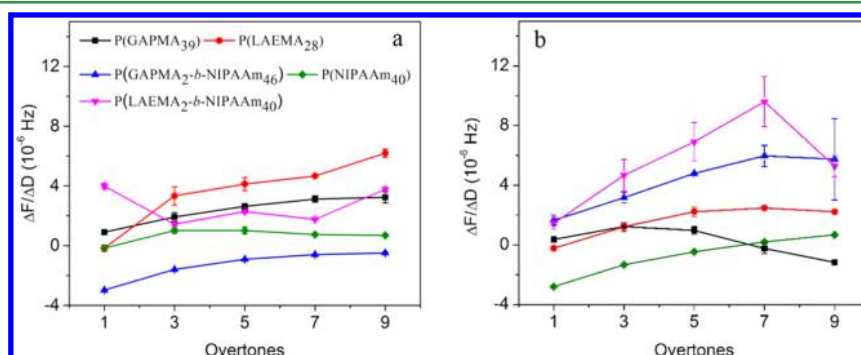 a
P(GAPMA39) P(LAEMA28)
P(GAPMA2-b-NIPAAm46) P(NIPAAm40)
P(LAEMA2-b-NIPAAm40)
ΔF/ΔD (10-6 Hz)
12
8
4
0
-4
1 3 5 7 9
Overtones
b
ΔF/ΔD (10-6 Hz)
12
8
4
0
-4
1 3 5 7 9
Overtones